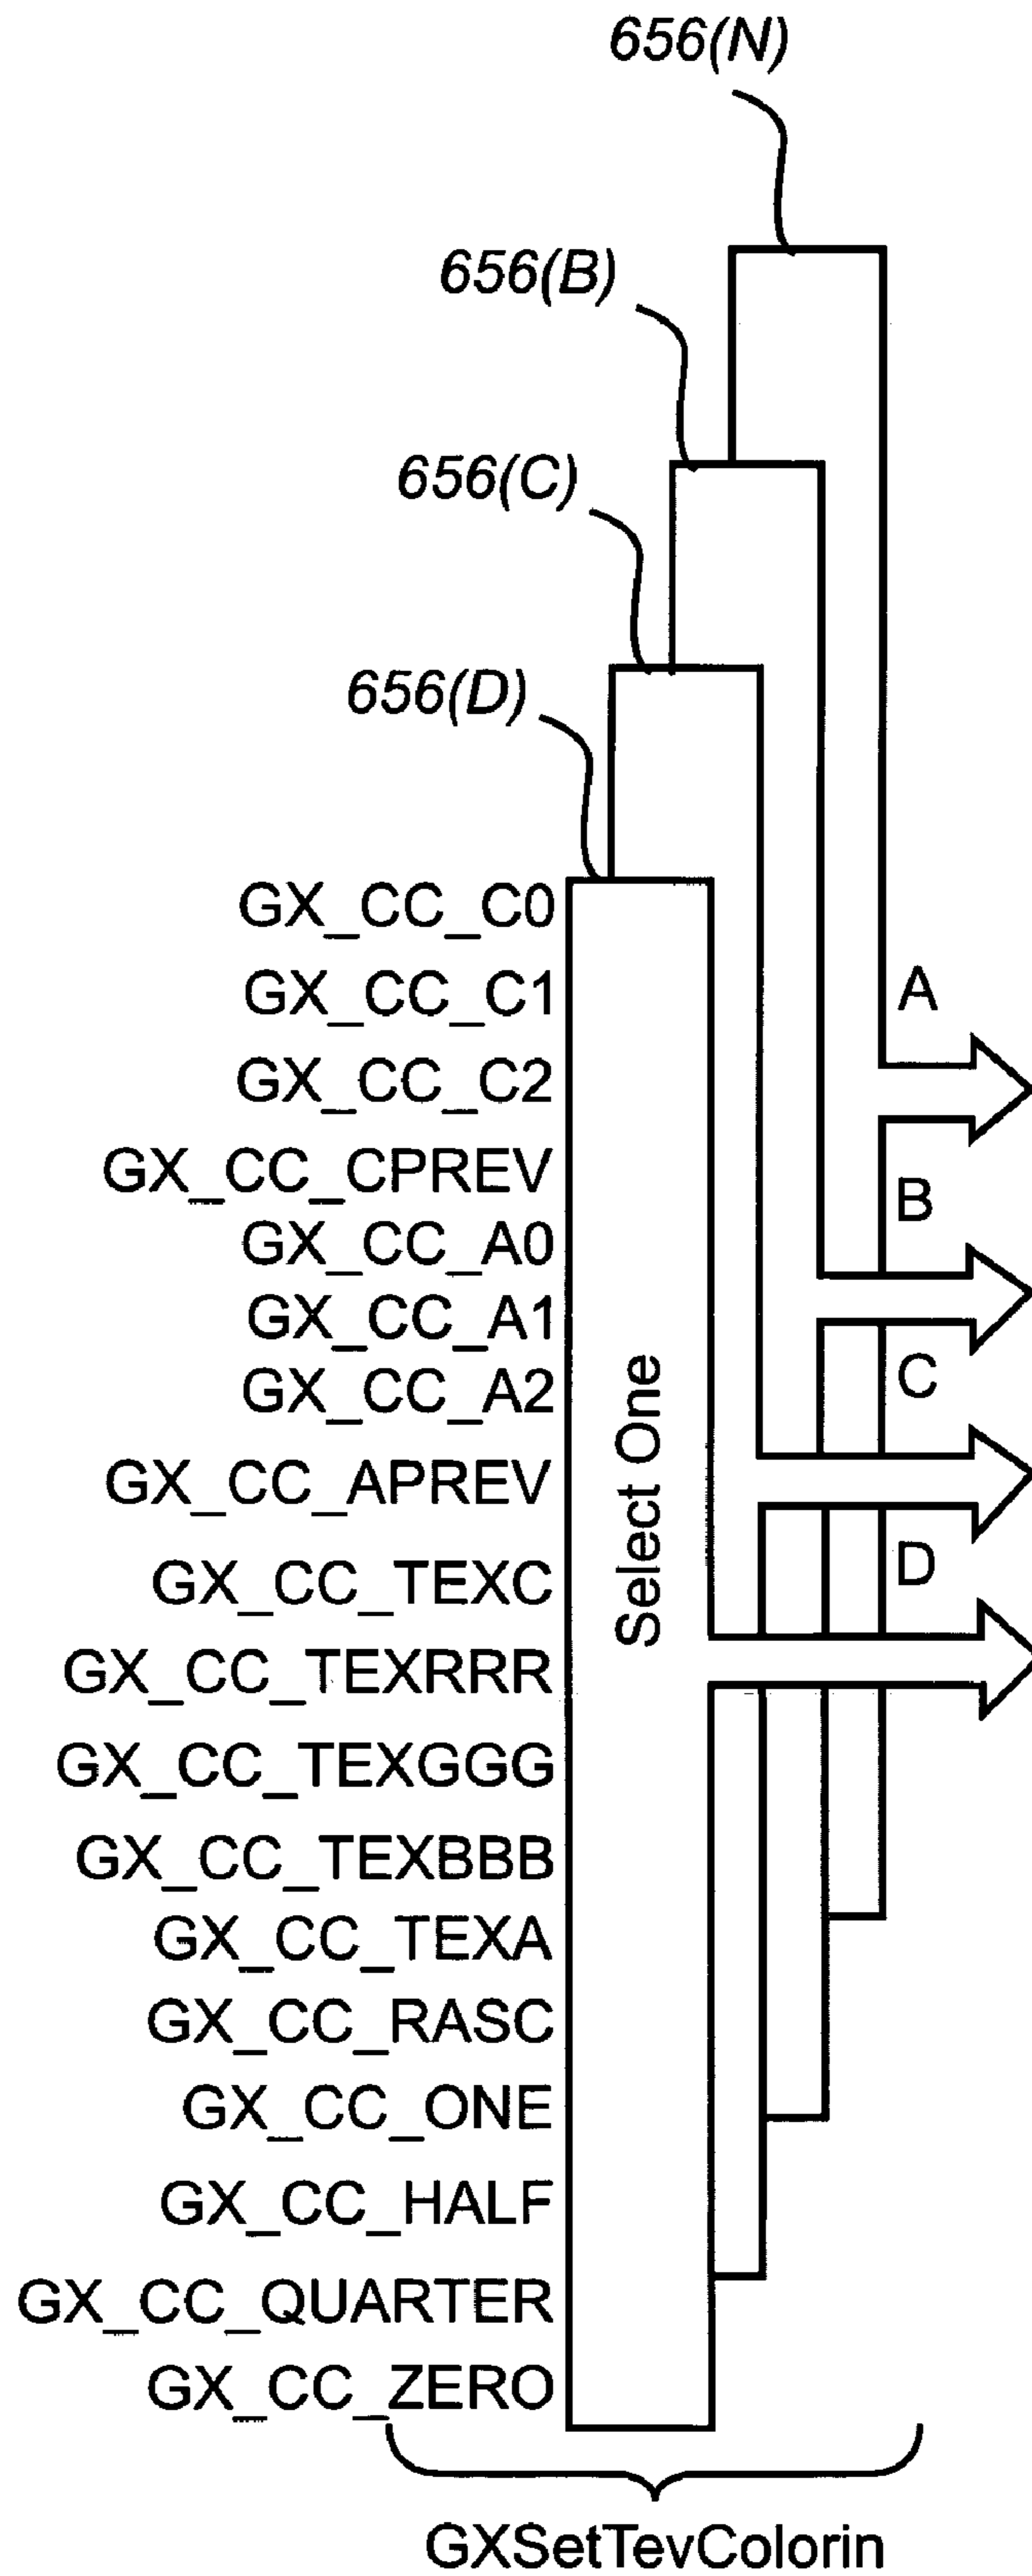 656(N)
656(B)
656(C)
656(D)
GX_CC_C0
GX_CC_C1
A
GX_CC_C2
GX_CC_CPREV
B
GX_CC_A0
GX_CC_A1
C
GX_CC_A2
GX_CC_APREV
Select One
D
GX_CC_TEXC
GX_CC_TEXRRR
GX_CC_TEXGGG
GX_CC_TEXBBB
GX_CC_TEXA
GX_CC_RASC
GX_CC_ONE
GX_CC_HALF
GX_CC_QUARTER
GX_CC_ZERO
GXSetTevColorin